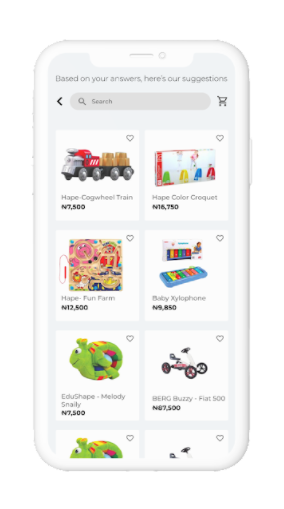 Based on your answers, here's our suggestions
Search
Hape-Cogwheel Train
₦7,500
Hape Color Croquet
₦16,750
Hape- Fun Farm
₦12,500
Baby Xylophone
₦9,850
EduShape - Melody
Snaily
₦7,500
BERG Buzzy - Fiat 500
₦87,500